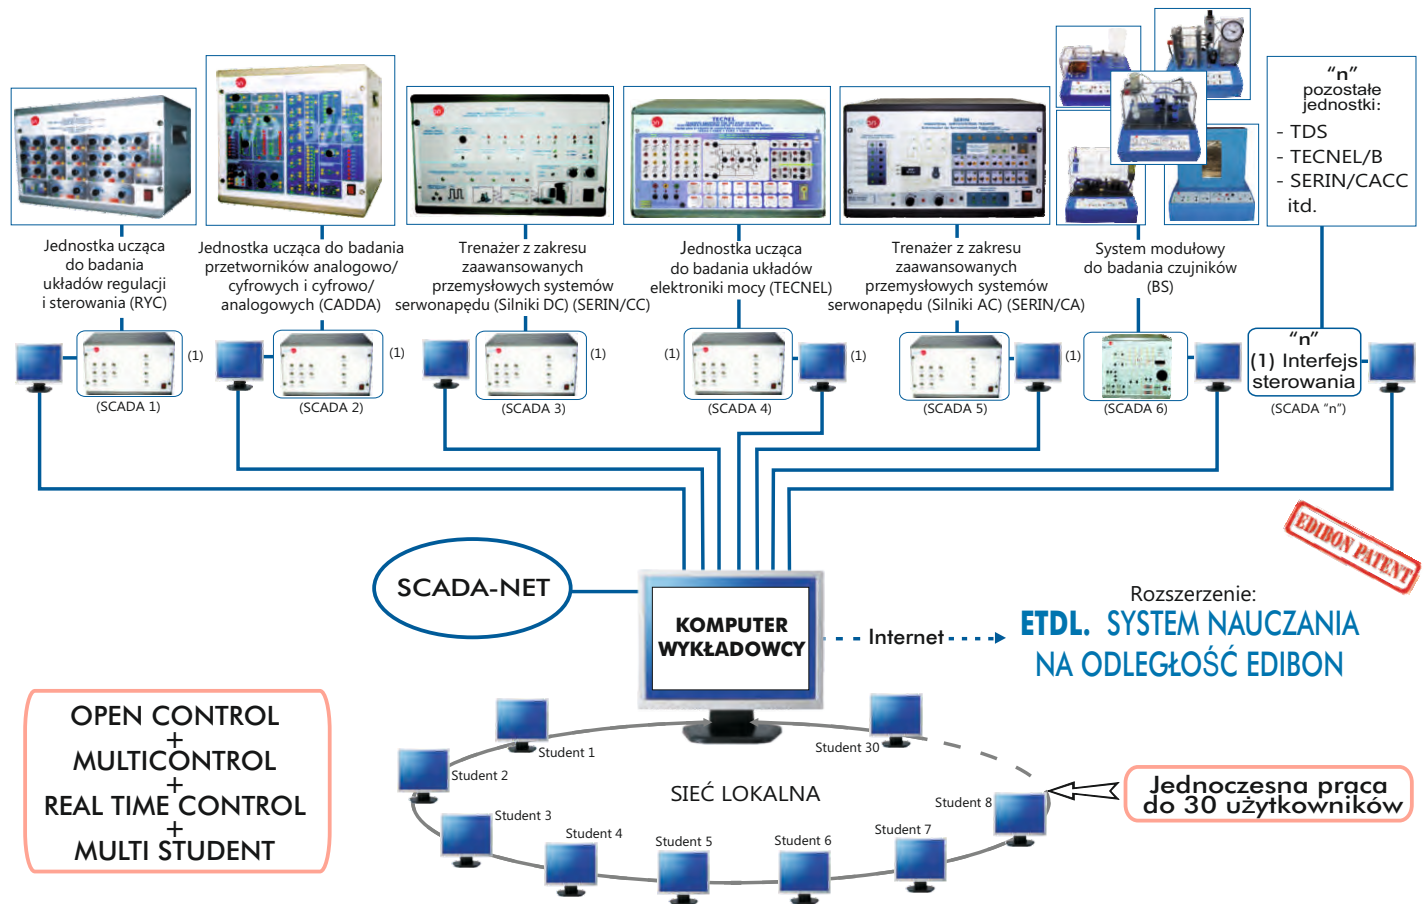 TECNEL
SERIN
"n"
pozostałe
jednostki:
- TDS
- TECNEL/B
- SERIN/CACC
itd.
Jednostka ucząca
do badania
układów regulacji
i sterowania (RYC)
Jednostka ucząca do badania
przetworników analogowo/
cyfrowych i cyfrowo/
analogowych (CADDA)
Trenażer z zakresu
zaawansowanych
przemysłowych systemów
serwonapędu (Silniki DC) (SERIN/CC)
Jednostka ucząca
do badania układów
elektroniki mocy (TECNEL)
Trenażer z zakresu
zaawansowanych
przemysłowych systemów
serwonapędu (Silniki AC) (SERIN/CA)
System modułowy
do badania czujników
(BS)
(1)
(SCADA 1)
(1)
(SCADA 2)
(1)
(SCADA 3)
(1)
(1)
(SCADA 4)
(1)
(SCADA 5)
(SCADA 6)
"n"
(1) Interfejs
sterowania
(SCADA "n")
EDIBON PATENT
SCADA-NET
KOMPUTER
WYKŁADOWCY
Internet
Rozszerzenie:
ETDL. SYSTEM NAUCZANIA
NA ODLEGŁOŚĆ EDIBON
OPEN CONTROL
+
MULTICONTROL
+
REAL TIME CONTROL
+
MULTI STUDENT
Student 1
Student 30
Student 2
SIEĆ LOKALNA
Student 3
Student 4
Student 5
Student 6
Student 7
Student 8
Jednoczesna praca
do 30 użytkowników